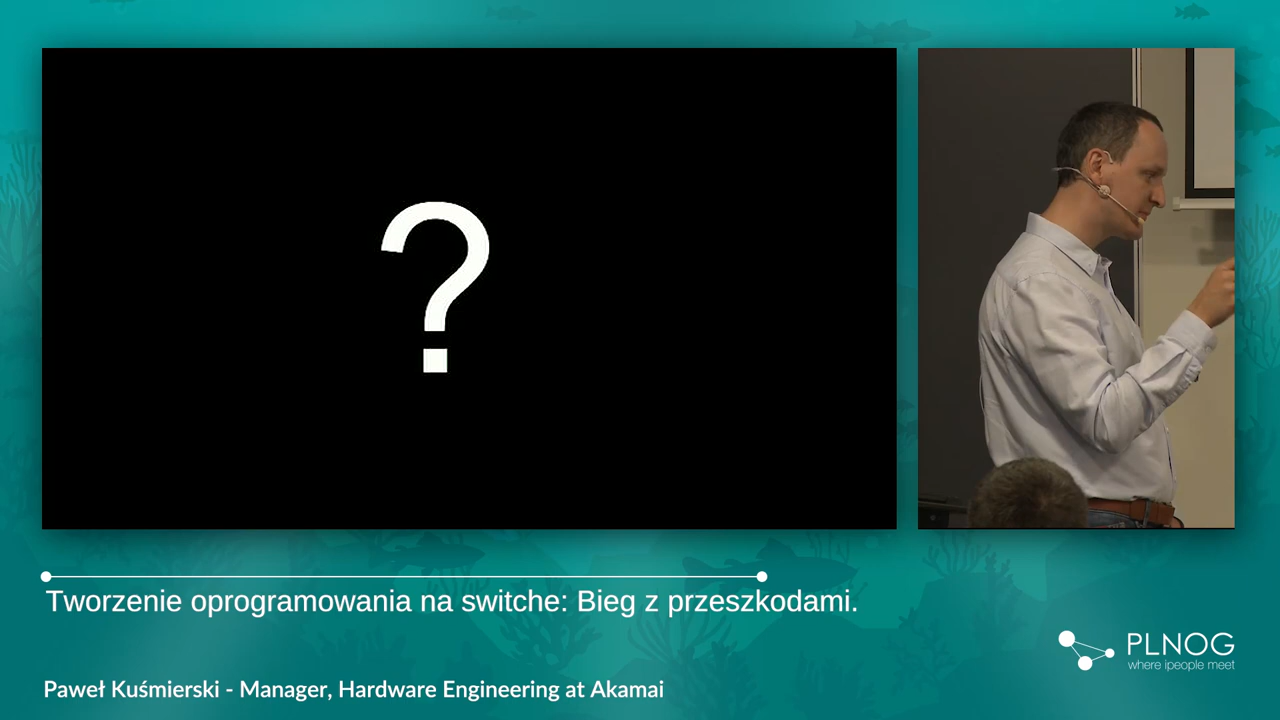 ?
Tworzenie oprogramowania na switche: Bieg z przeszkodami.
PLNOG
where ipeople meet
Paweł Kuśmierski - Manager, Hardware Engineering at Akamai